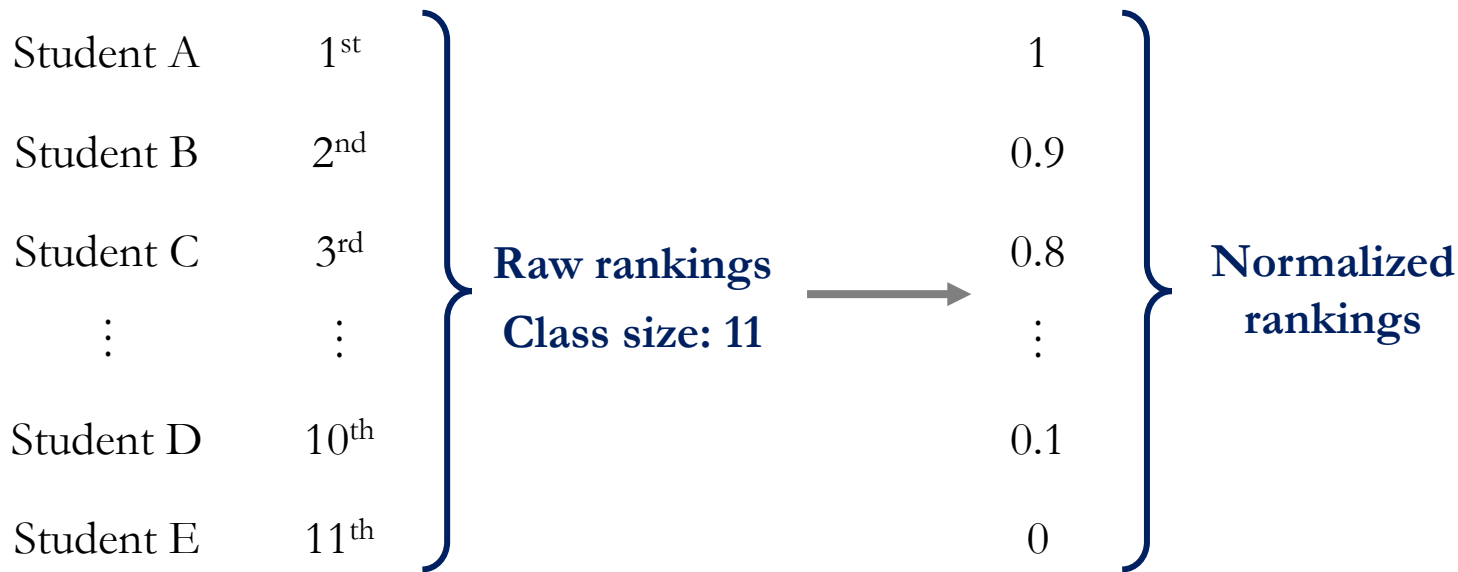 Student A 1st 1
Student B 2nd 0.9
Student C 3rd 0.8
Raw rankings
Class size: 11
Normalized
rankings
⋮ ⋮ ⋮
Student D 10th 0.1
Student E 11th 0